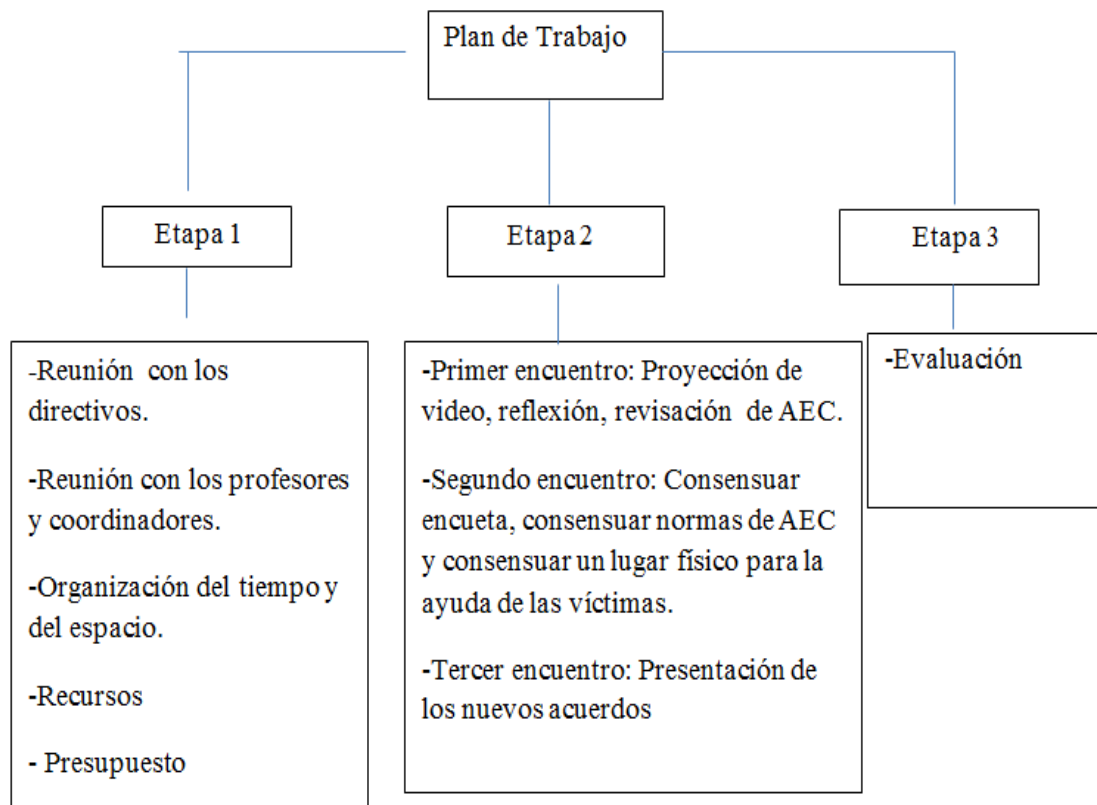 Plan de Trabajo
Etapa 1
Etapa 2
Etapa 3
-Reunión con los
directivos.
-Reunión con los profesores
y coordinadores.
-Organización del tiempo y
del espacio.
-Recursos
- Presupuesto
-Primer encuentro: Proyección de
video, reflexión, revisación de AEC.
-Segundo encuentro: Consensuar
encueta, consensuar normas de AEC
y consensuar un lugar físico para la
ayuda de las víctimas.
-Tercer encuentro: Presentación de
los nuevos acuerdos
-Evaluación